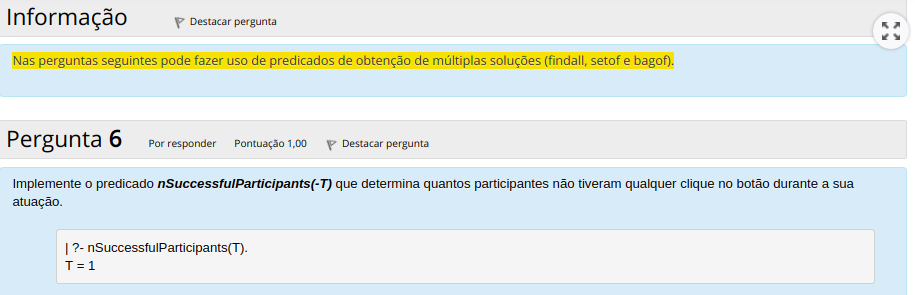 Informação
Destacar pergunta
Nas perguntas seguintes pode fazer uso de predicados de obtenção de múltiplas soluções (findall, setof e bagof).
Pergunta 6
Por responder
Pontuação 1,00
Destacar pergunta
Implemente o predicado nSuccessfulParticipants(-T) que determina quantos participantes não tiveram qualquer clique no botão durante a sua
atuação.
| ?- nSuccessfulParticipants(T).
T = 1